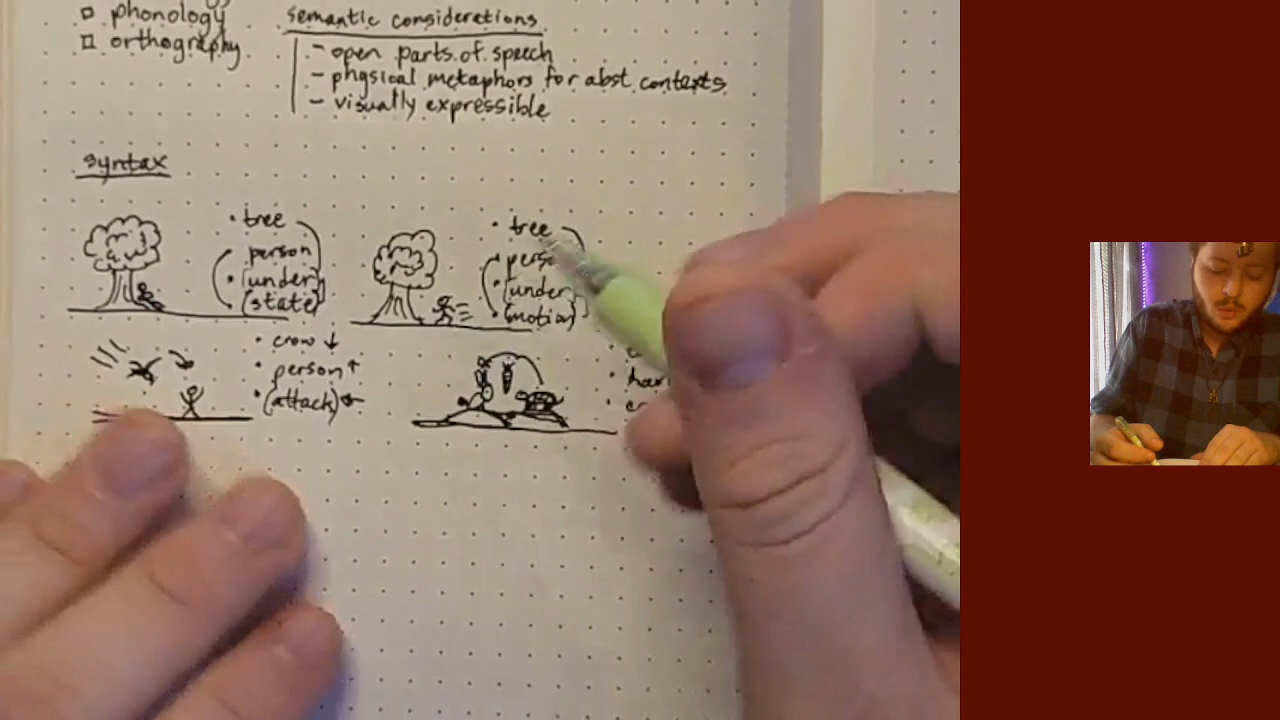 phonology
orthography
semantic considerations
- open parts of speech
- physical metaphors for abst contexts
- visually expressible
syntax
• tree
person
• (under)
(state)
• tree
• (under)
(motion)
• crow ↓
• person ↑
• (attack)